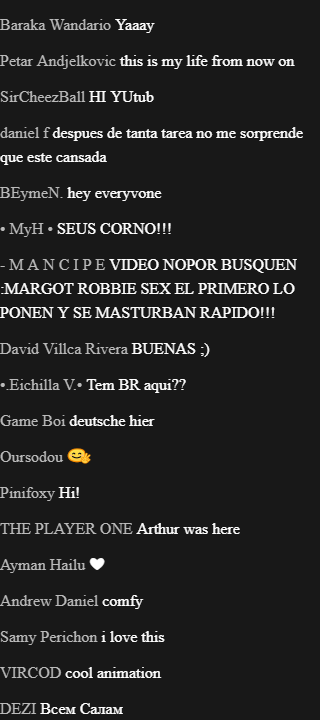 Baraka Wandario Yaaay
Petar Andjelkovic this is my life from now on
SirCheezBall HI YUtub
daniel f despues de tanta tarea no me sorprende
que este cansada
BEymeN. hey everyvone
• MyH • SEUS CORNO!!!
- M A N C I P E VIDEO NOPOR BUSQUEN
:MARGOT ROBBIE SEX EL PRIMERO LO
PONEN Y SE MASTURBAN RAPIDO!!!
David Villca Rivera BUENAS ;)
•.Eichilla V.• Tem BR aqui??
Game Boi deutsche hier
Oursodou 🤗
Pinifoxy Hi!
THE PLAYER ONE Arthur was here
Ayman Hailu 🤍
Andrew Daniel comfy
Samy Perichon i love this
VIRCOD cool animation
DEZI Всем Салам